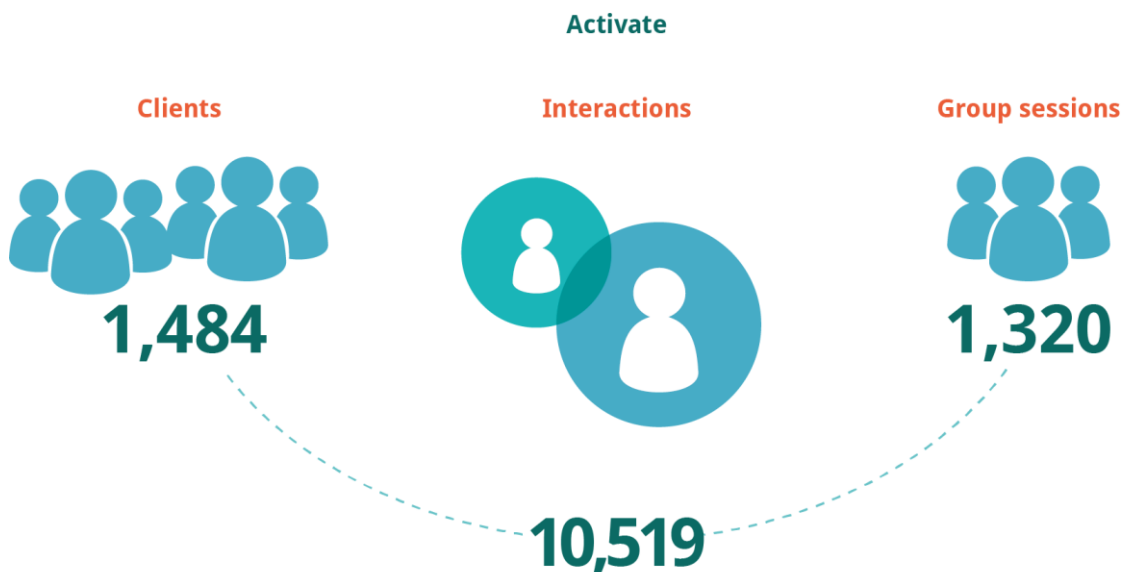 Activate
Clients
Interactions
Group sessions
1,484
1,320
10,519